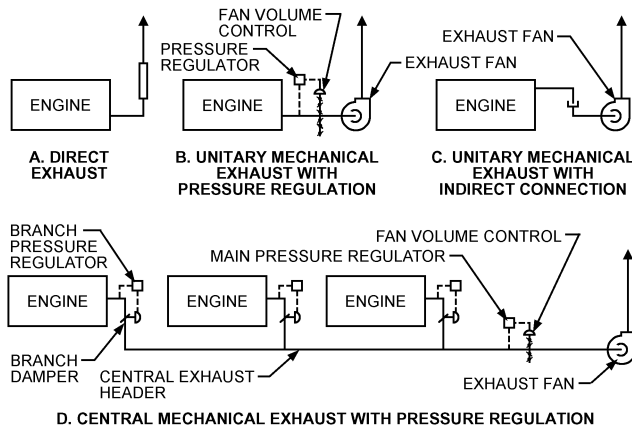 FAN VOLUME
CONTROL
PRESSURE
REGULATOR
EXHAUST FAN
EXHAUST FAN
ENGINE
ENGINE
ENGINE
A. DIRECT
EXHAUST
B. UNITARY MECHANICAL
EXHAUST WITH
PRESSURE REGULATION
C. UNITARY MECHANICAL
EXHAUST WITH
INDIRECT CONNECTION
BRANCH
PRESSURE
REGULATOR
FAN VOLUME CONTROL
MAIN PRESSURE REGULATOR
ENGINE
ENGINE
ENGINE
BRANCH
DAMPER
CENTRAL EXHAUST
HEADER
EXHAUST FAN
D. CENTRAL MECHANICAL EXHAUST WITH PRESSURE REGULATION